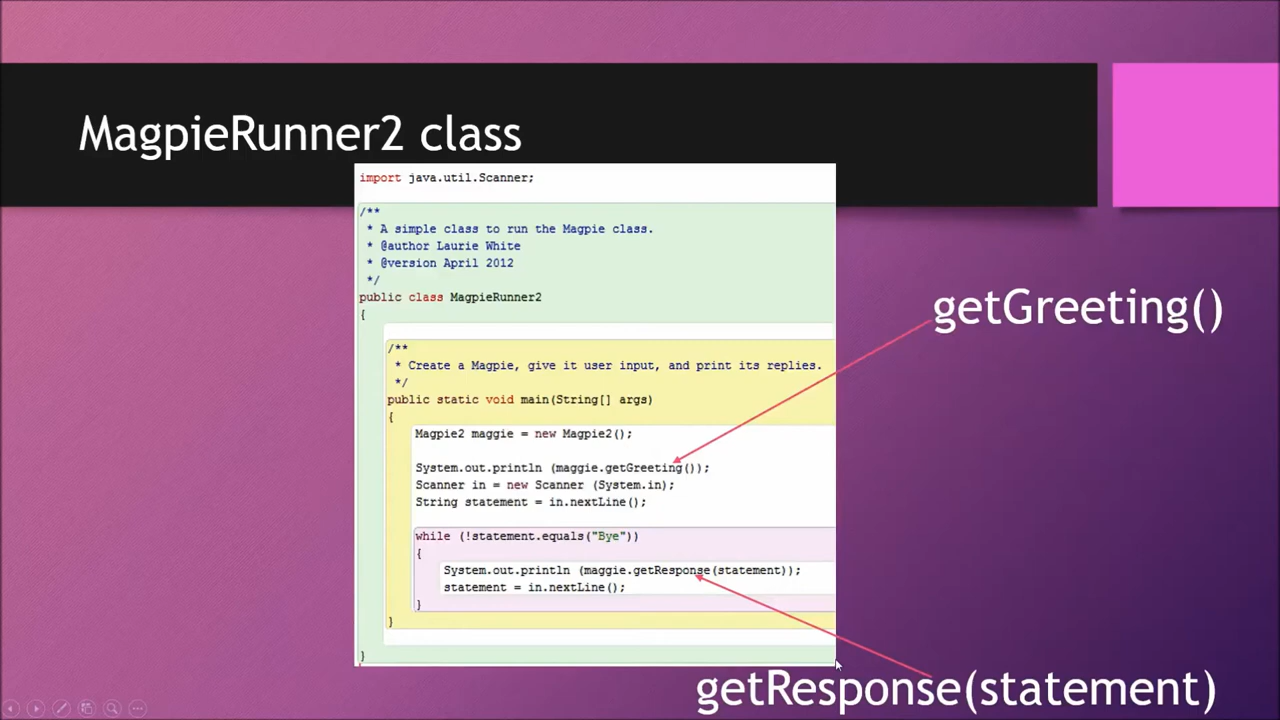 MagpieRunner2 class
import java.util.Scanner;
/**
* A simple class to run the Magpie class.
* @author Laurie White
* @version April 2012
*/
public class MagpieRunner2
{
/**
* Create a Magpie, give it user input, and print its replies.
*/
public static void main(String[] args)
{
Magpie2 maggie = new Magpie2();
System.out.println (maggie.getGreeting());
Scanner in = new Scanner (System.in);
String statement = in.nextLine();
while (!statement.equals("Bye"))
{
System.out.println (maggie.getResponse(statement));
statement = in.nextLine();
}
}
}
getGreeting()
getResponse(statement)